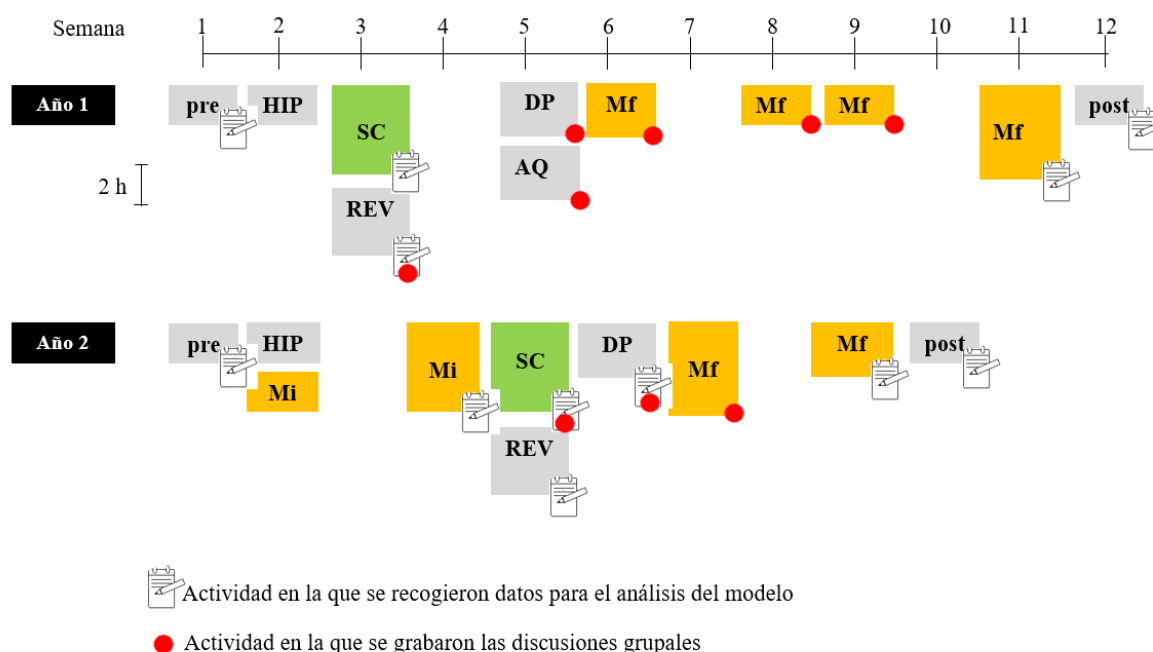 Semana 1 2 3 4 5 6 7 8 9 10 11 12
Año 1 pre HIP SC DP Mf Mf Mf Mf post
2 h REV AQ
Año 2 pre HIP Mi SC DP Mf Mf post
Mi REV
Actividad en la que se recogieron datos para el análisis del modelo
Actividad en la que se grabaron las discusiones grupales